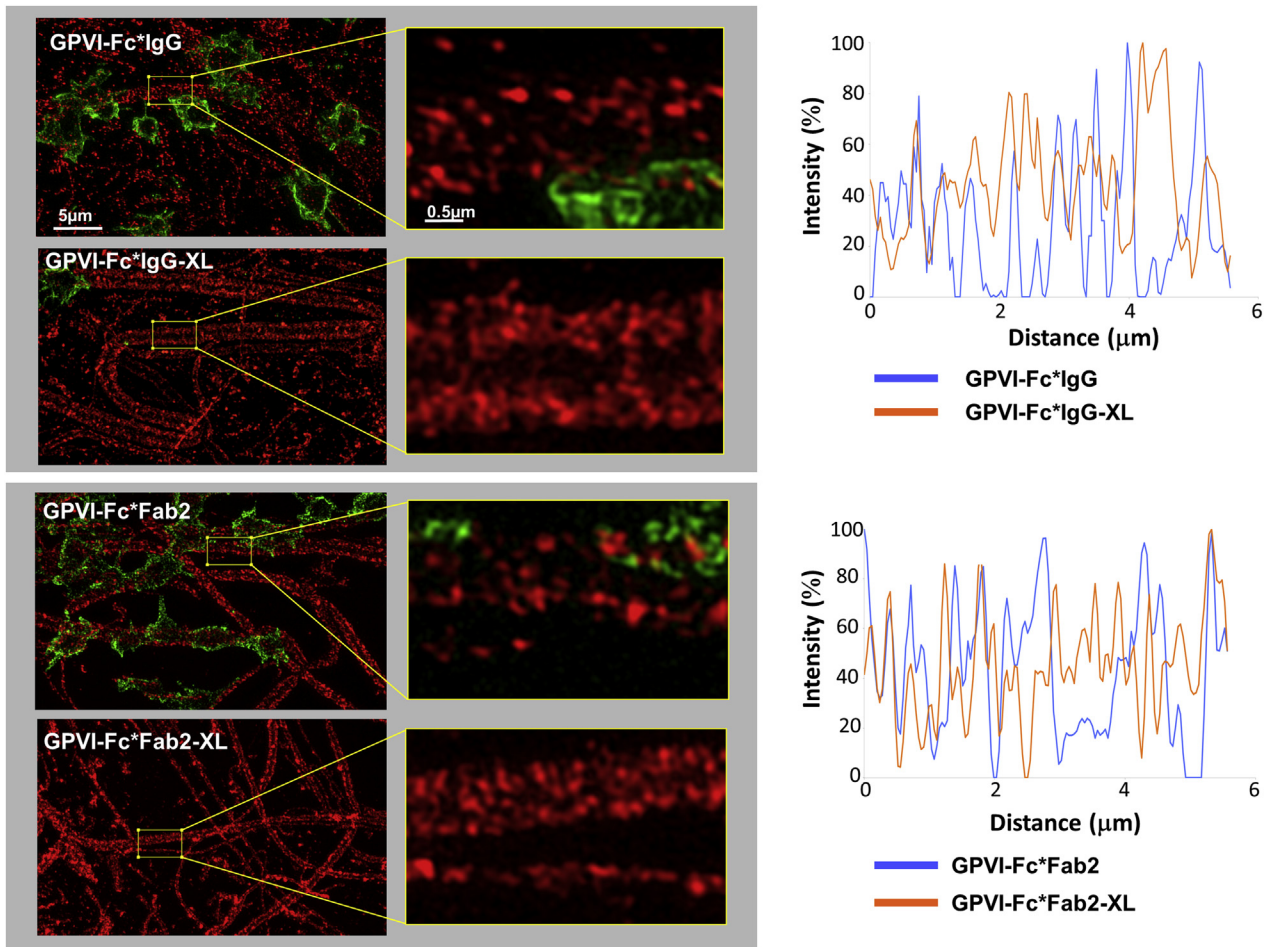 GPVI-Fc*IgG
5µm
0.5µm
GPVI-Fc*IgG-XL
100
80
60
40
20
0
Intensity (%)
0 2 4 6
Distance (µm)
GPVI-Fc*IgG
GPVI-Fc*IgG-XL
GPVI-Fc*Fab2
GPVI-Fc*Fab2-XL
100
80
60
40
20
0
Intensity (%)
0 2 4 6
Distance (µm)
GPVI-Fc*Fab2
GPVI-Fc*Fab2-XL